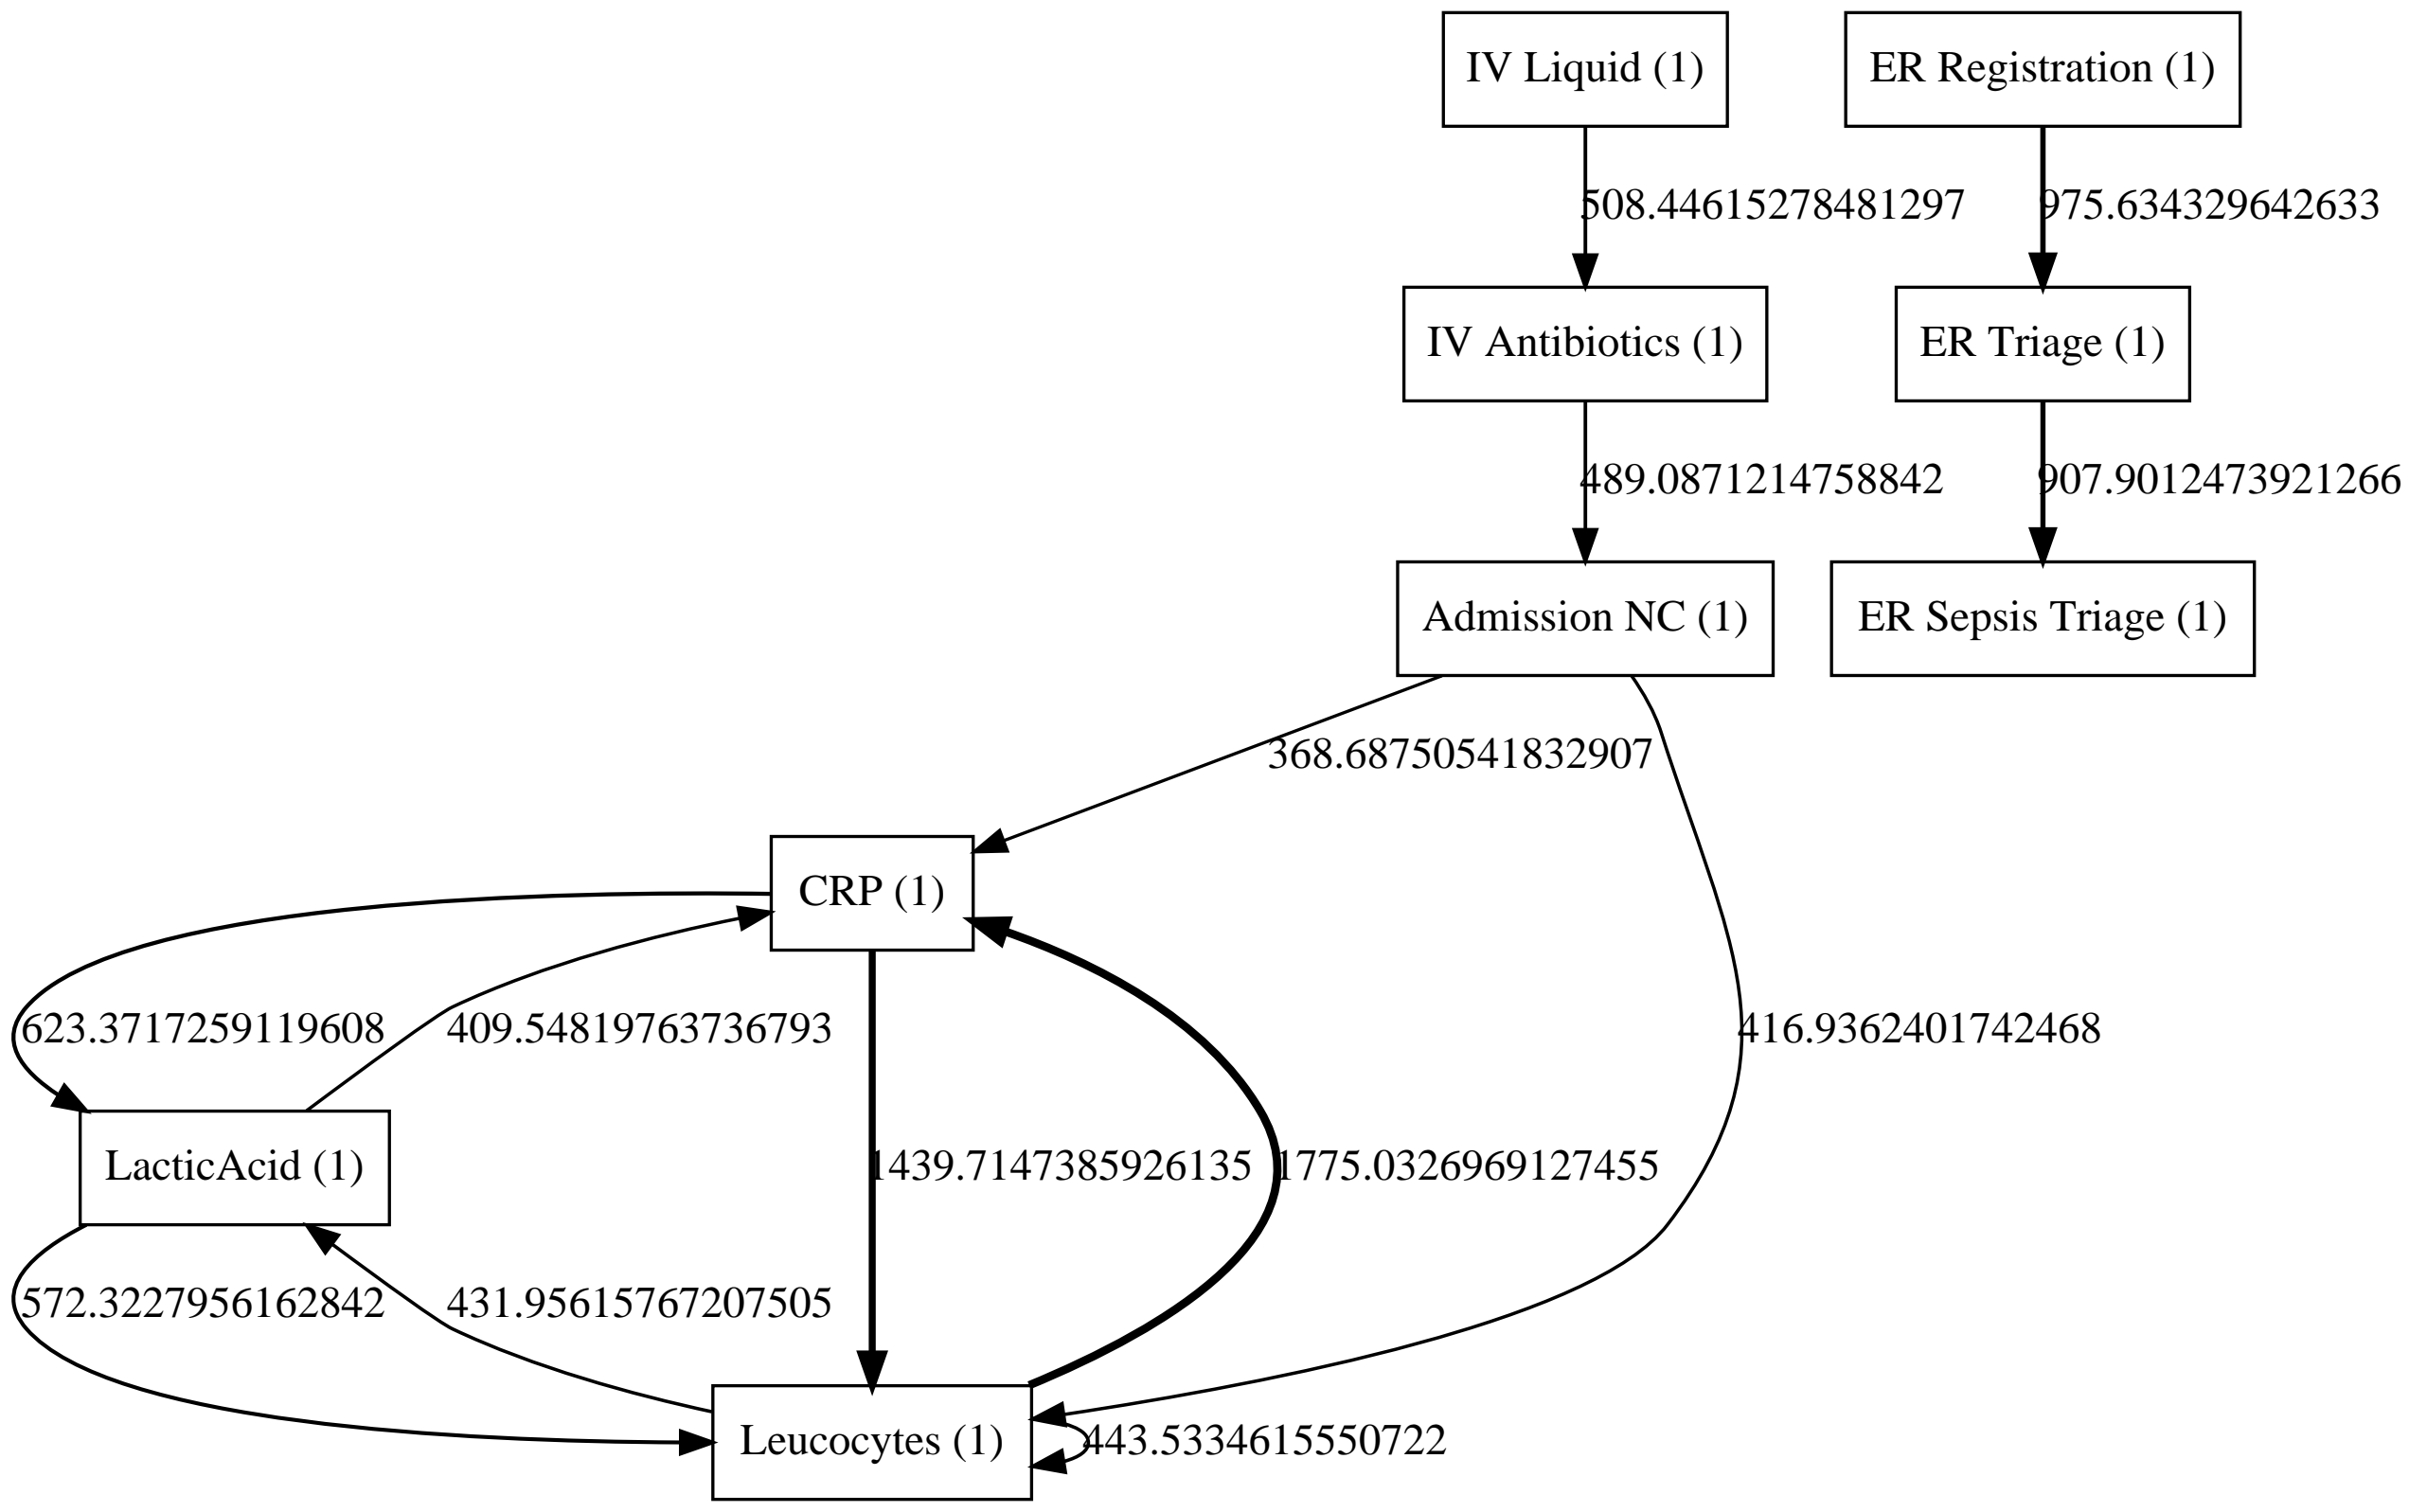 IV Liquid (1)
ER Registration (1)
508.44615278481297
975.634329642633
IV Antibiotics (1)
ER Triage (1)
489.0871214758842
907.9012473921266
Admission NC (1)
ER Sepsis Triage (1)
368.68750541832907
CRP (1)
623.3717259119608
409.54819763736793
416.9362401742468
LacticAcid (1)
1439.7147385926135
1775.0326969127455
572.3227956162842
431.95615767207505
Leucocytes (1)
443.5334615550722